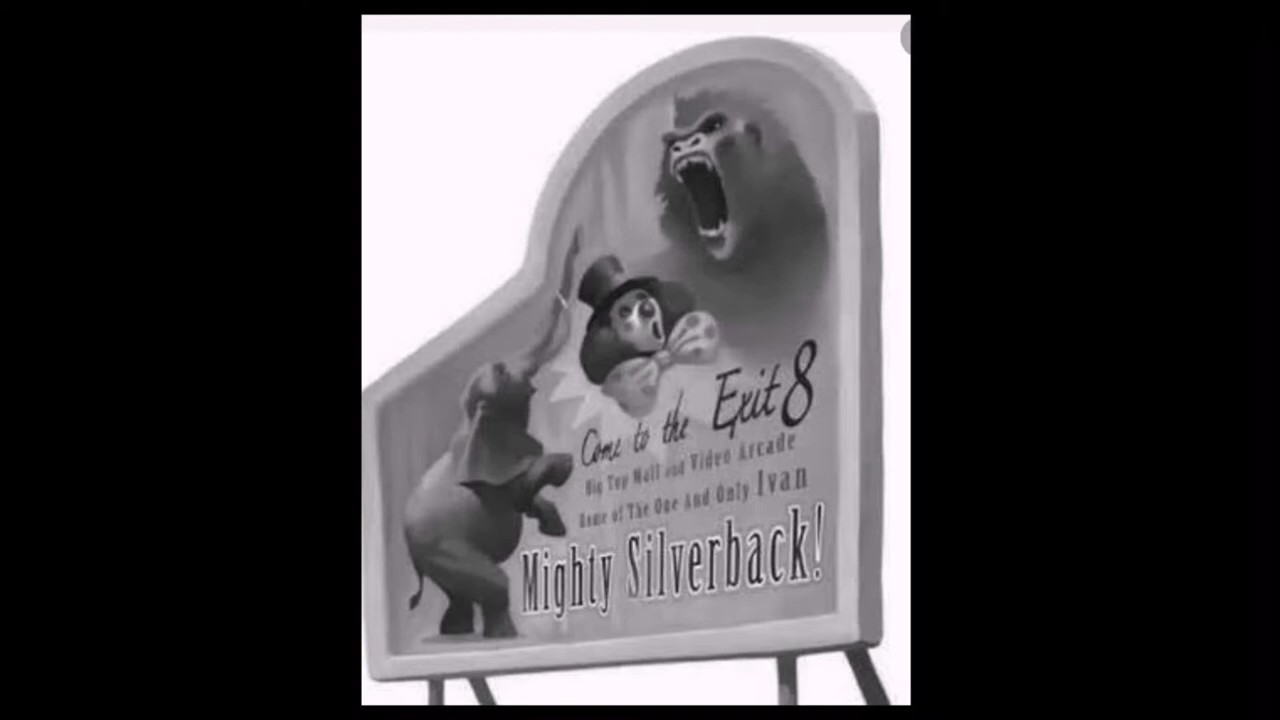 Come to the Exit 8
Big Top Mall and Video Arcade
Home of The One And Only Ivan
Mighty Silverback!